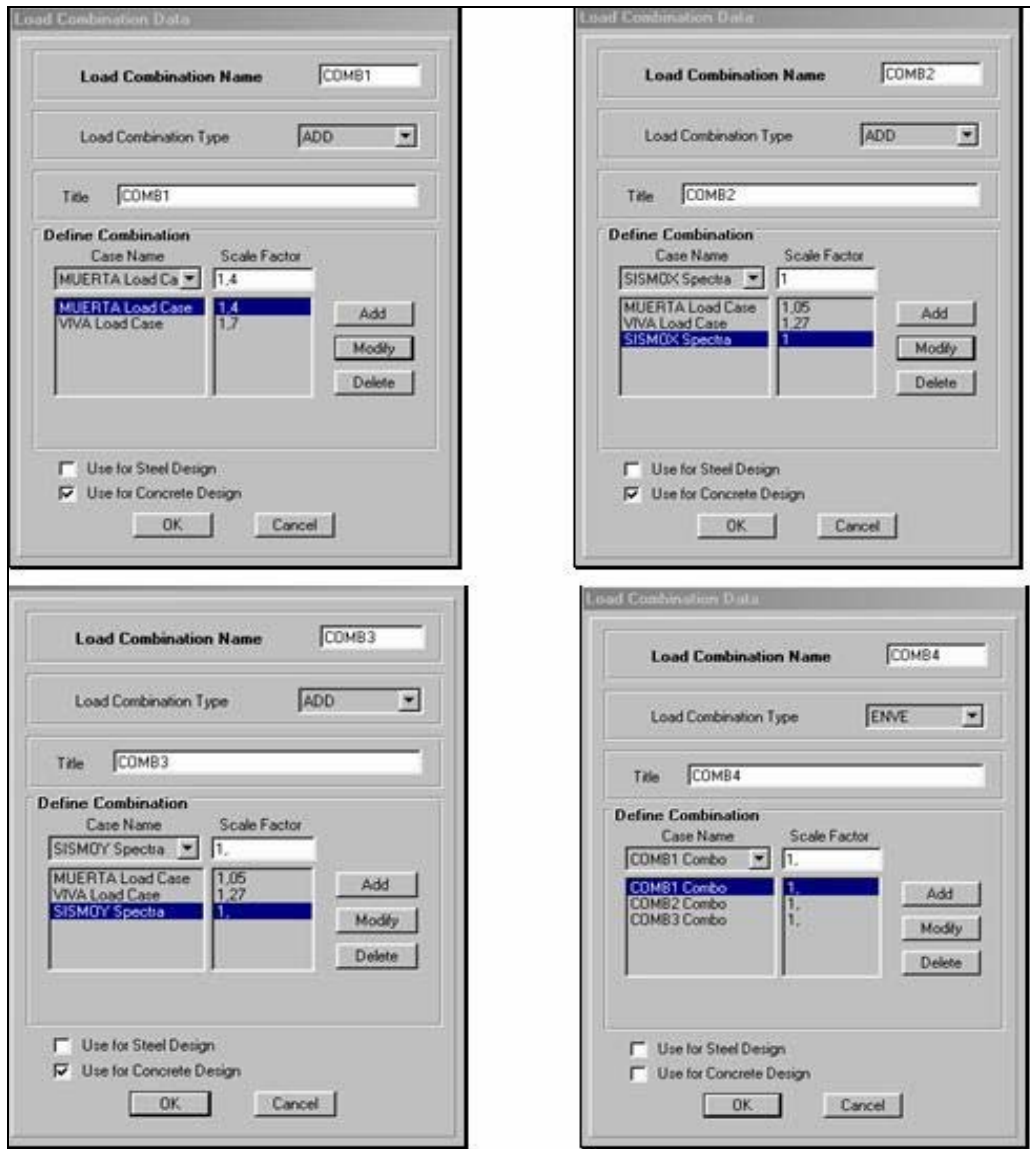 Load Combination Data
Load Combination Name COMB1
Load Combination Type ADD
Title COMB1
Define Combination
Case Name Scale Factor
MUERTA Load Ca 1,4
MUERTA Load Case 1,4
VIVA Load Case 1,7
Add
Modify
Delete
Use for Steel Design
Use for Concrete Design
OK Cancel
Load Combination Data
Load Combination Name COMB2
Load Combination Type ADD
Title COMB2
Define Combination
Case Name Scale Factor
SISMOX Spectra 1
MUERTA Load Case 1,05
VIVA Load Case 1,27
SISMOX Spectra 1
Add
Modify
Delete
Use for Steel Design
Use for Concrete Design
OK Cancel
Load Combination Name COMB3
Load Combination Type ADD
Title COMB3
Define Combination
Case Name Scale Factor
SISMOY Spectra 1,
MUERTA Load Case 1,05
VIVA Load Case 1,27
SISMOY Spectra 1,
Add
Modify
Delete
Use for Steel Design
Use for Concrete Design
OK Cancel
Load Combination Data
Load Combination Name COMB4
Load Combination Type ENVE
Title COMB4
Define Combination
Case Name Scale Factor
COMB1 Combo 1,
COMB1 Combo 1,
COMB2 Combo 1,
COMB3 Combo 1,
Add
Modify
Delete
Use for Steel Design
Use for Concrete Design
OK Cancel